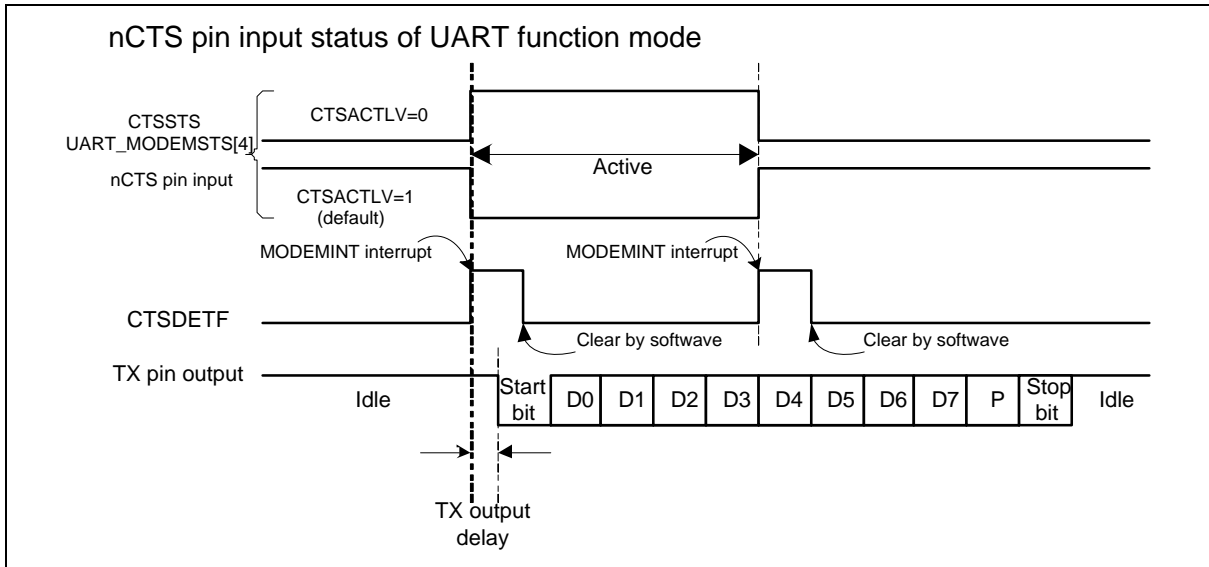 nCTS pin input status of UART function mode
CTSSTS
UART_MODEMSTS[4]
nCTS pin input
CTSACTLV=0
Active
CTSACTLV=1
(default)
MODEMINT interrupt
MODEMINT interrupt
CTSDETF
Clear by softwave
Clear by softwave
TX pin output
Idle
Start
bit
D0
D1
D2
D3
D4
D5
D6
D7
P
Stop
bit
Idle
TX output
delay